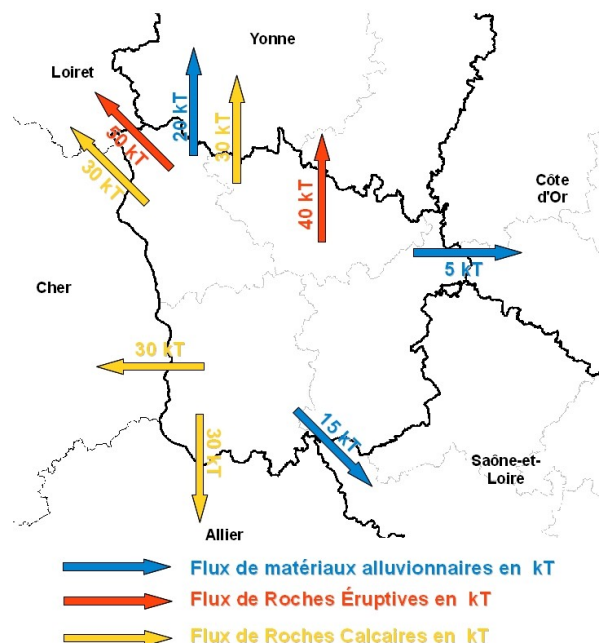 Yonne
Loiret
20 kT
50 kT
30 kT
30 kT
40 kT
Côte
d'Or
5 kT
Cher
30 kT
15 kT
30 kT
Saône-et-
Loire
Allier
Flux de matériaux alluvionnaires en kT
Flux de Roches Éruptives en kT
Flux de Roches Calcaires en kT